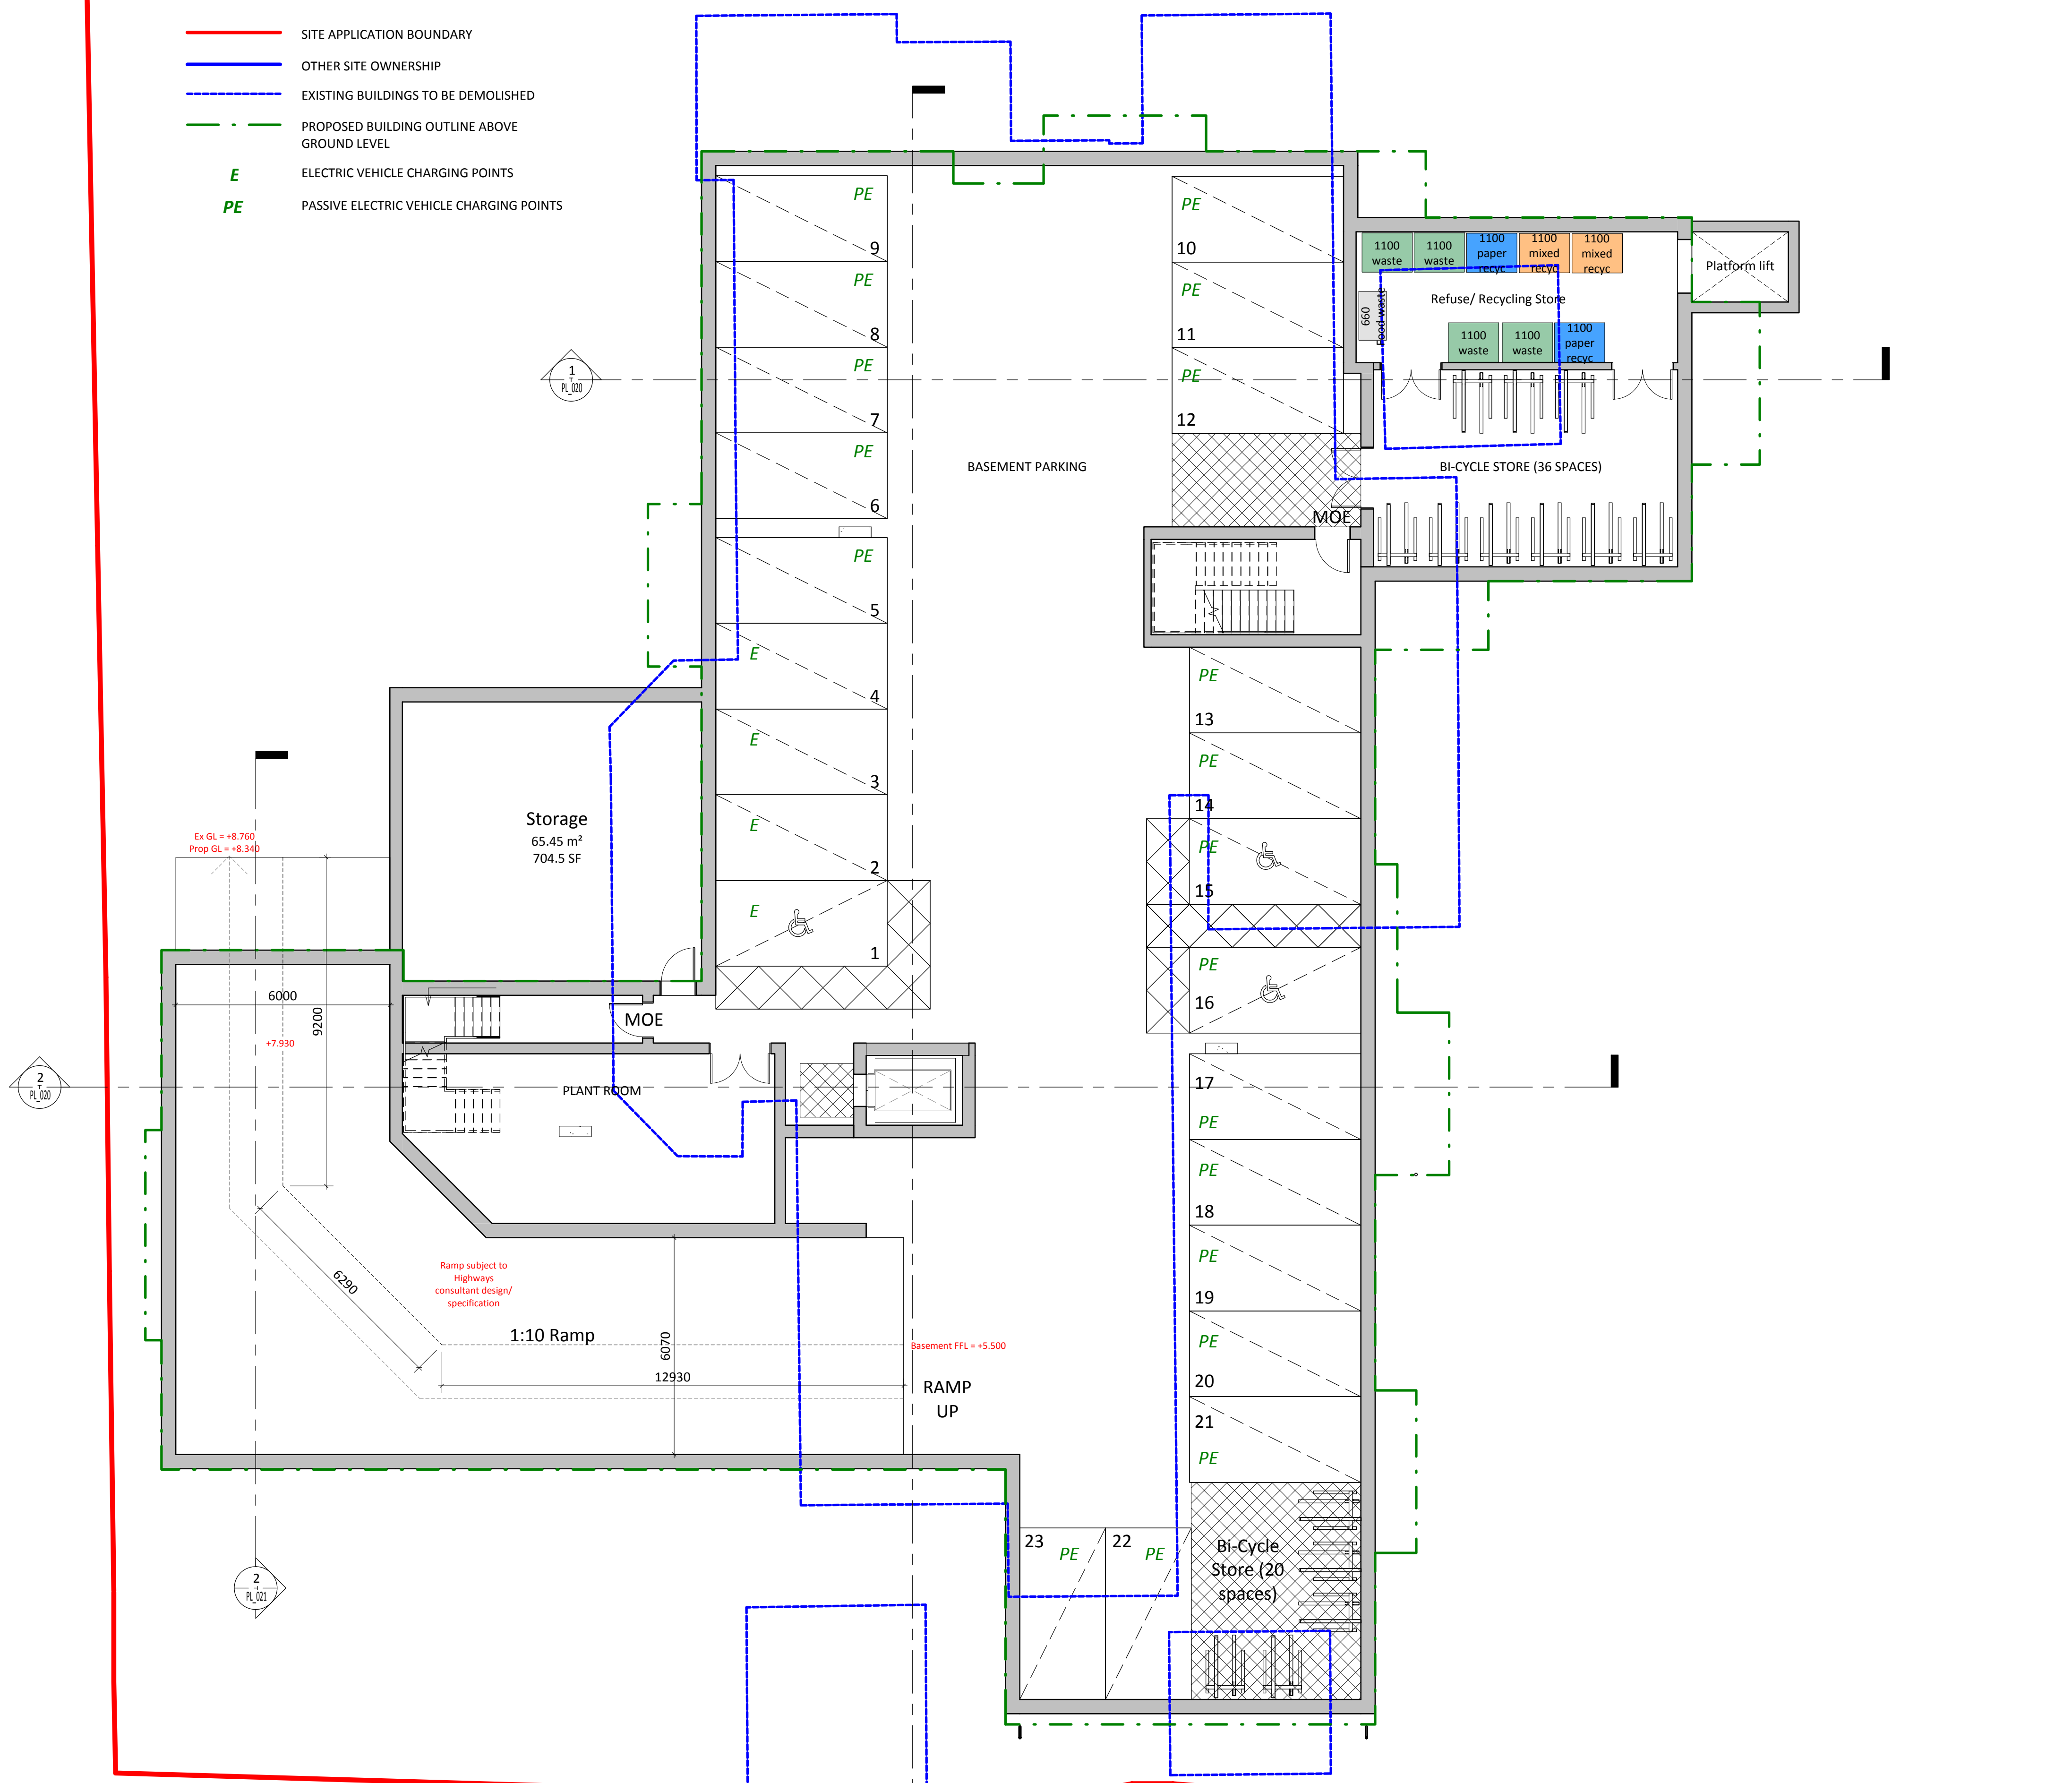 SITE APPLICATION BOUNDARY
OTHER SITE OWNERSHIP
EXISTING BUILDINGS TO BE DEMOLISHED
PROPOSED BUILDING OUTLINE ABOVE
GROUND LEVEL
E
ELECTRIC VEHICLE CHARGING POINTS
PE
PASSIVE ELECTRIC VEHICLE CHARGING POINTS
PE
9
PE
8
PE
7
PE
6
PE
5
E
4
E
3
E
2
E
1
PE
10
PE
11
PE
12
BASEMENT PARKING
1100
waste
1100
waste
1100
paper
recyc
1100
mixed
recyc
1100
mixed
recyc
Platform lift
Refuse/ Recycling Store
660
Food waste
1100
waste
1100
waste
1100
paper
recyc
BI-CYCLE STORE (36 SPACES)
MOE
1
PL_020
PE
13
PE
14
PE
15
PE
16
17
PE
PE
18
PE
19
PE
20
21
PE
Storage
65.45 m²
704.5 SF
Ex GL = +8.760
Prop GL = +8.340
6000
9200
+7.930
MOE
PLANT ROOM
2
PL_020
6290
Ramp subject to
Highways
consultant design/
specification
1:10 Ramp
6070
12930
Basement FFL = +5.500
RAMP
UP
23
PE
22
PE
Bi-Cycle
Store (20
spaces)
2
PL_021